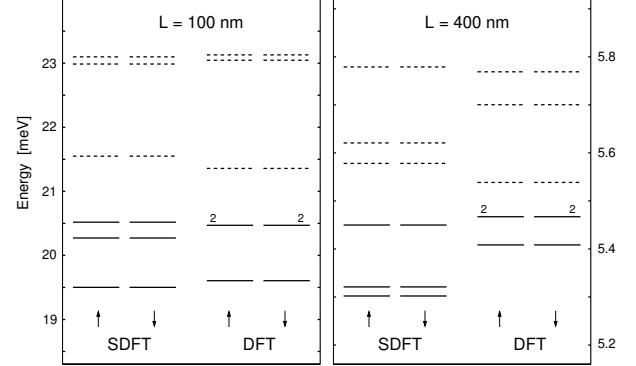 L = 100 nm
L = 400 nm
Energy [meV]
23
22
21
20
19
5.8
5.6
5.4
5.2
2 2
2 2
SDFT DFT
SDFT DFT